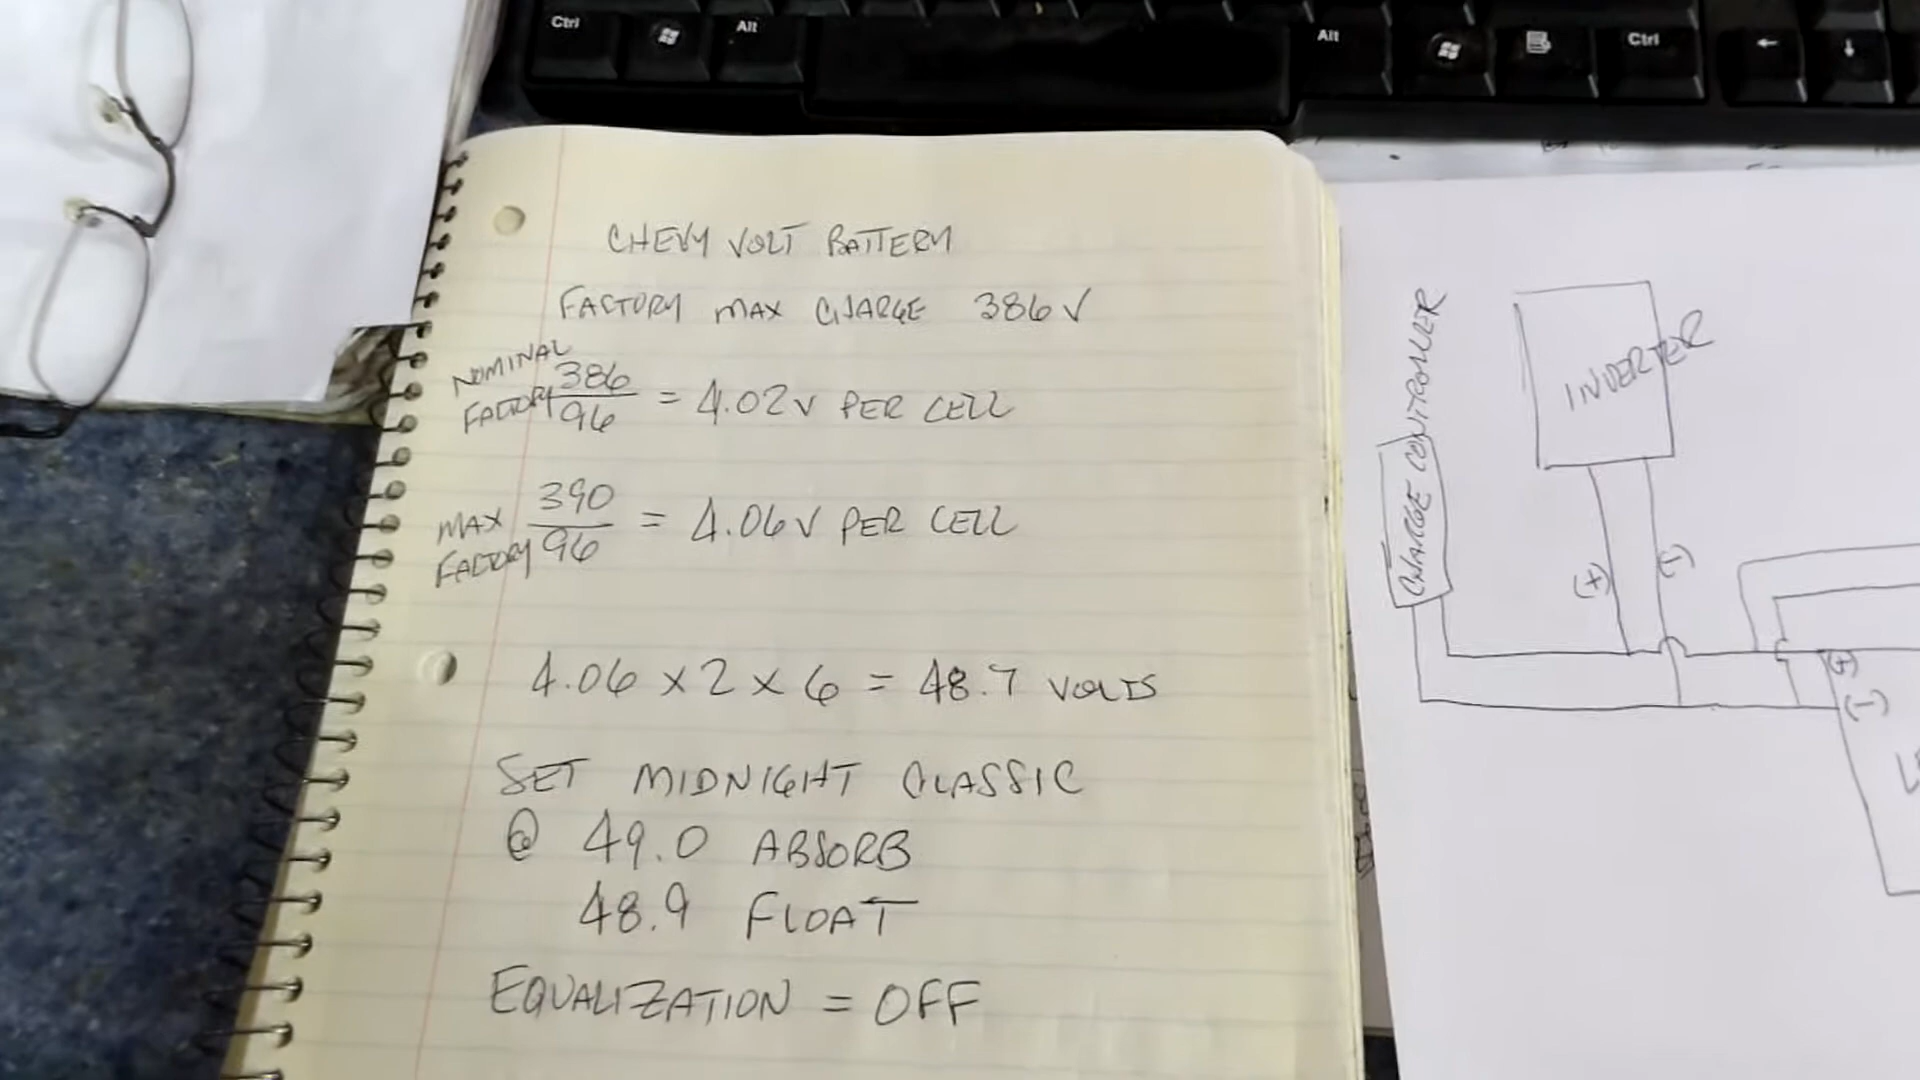 Ctrl
Alt
Alt
Ctrl
CHEVY VOLT BATTERY
FACTORY MAX CHARGE 386V
NOMINAL
FACTORY 386/96 = 4.02V PER CELL
MAX
FACTORY 390/96 = 4.06V PER CELL
4.06 x 2 x 6 = 48.7 VOLTS
SET MIDNIGHT CLASSIC
@ 49.0 ABSORB
48.9 FLOAT
EQUALIZATION = OFF
CHARGE CONTROLLER
INVERTER
(+)
(-)
(+)
(-)